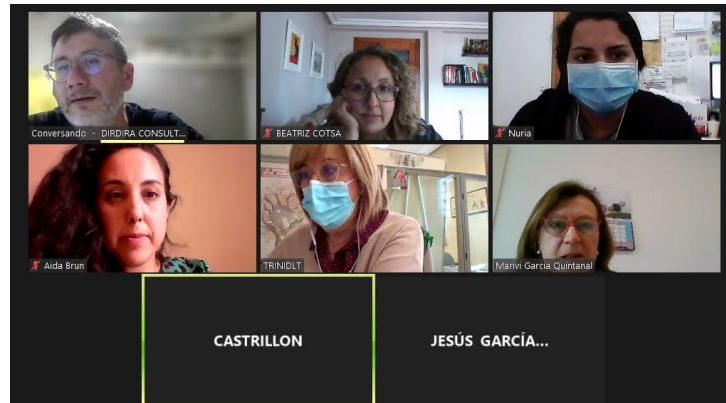 Conversando - DIRDIRA CONSULT...
BEATRIZ COTSA
Nuria
Aida Brun
TRINIDLT
Marivi Garcia Quintanal
CASTRILLON
JESÚS GARCÍA...